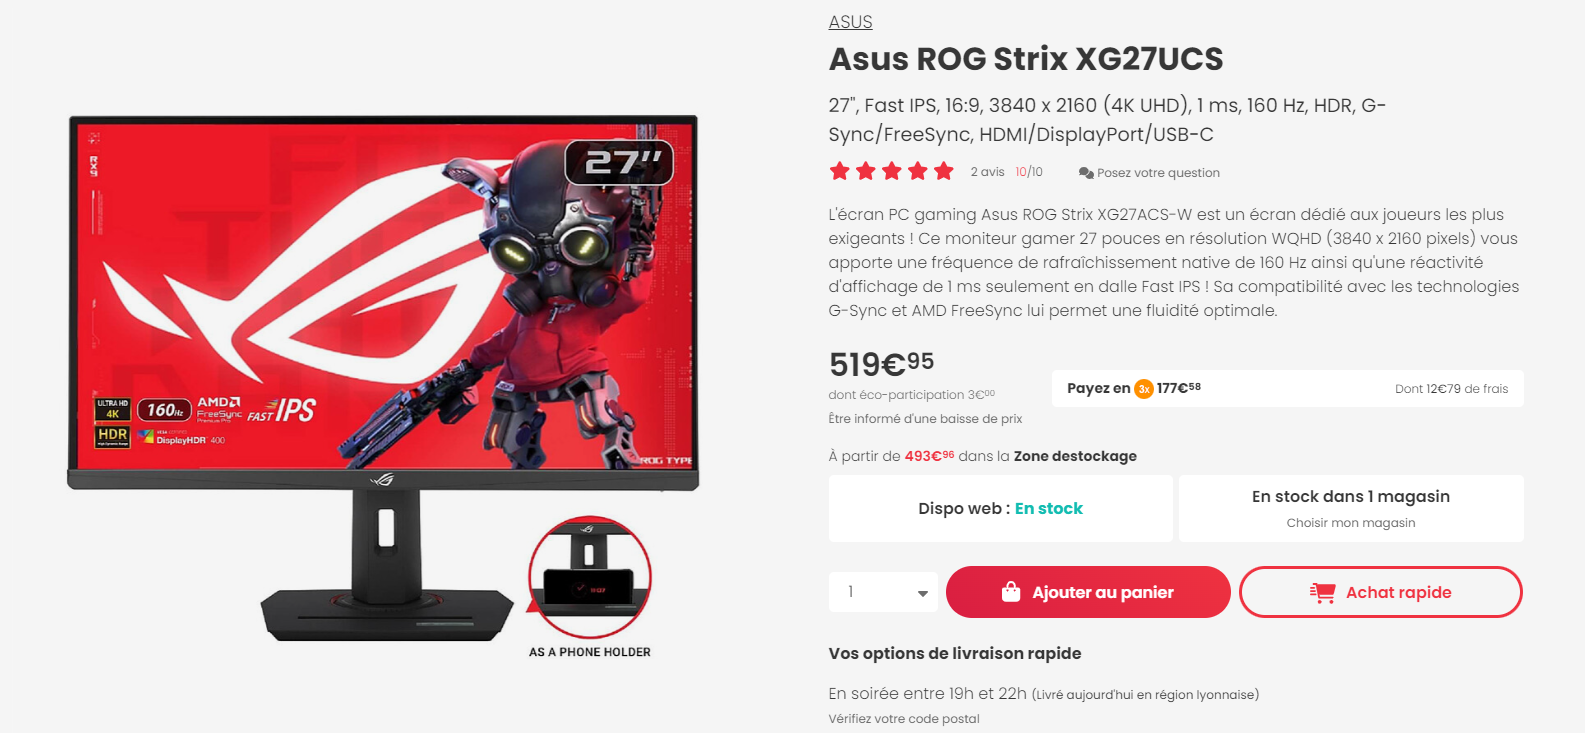 27"
RX9
ULTRA HD
4K
160Hz
AMD
FreeSync
Premium Pro
FAST IPS
HDR
DisplayHDR 400
ROG TYPE
AS A PHONE HOLDER
ASUS
Asus ROG Strix XG27UCS
27", Fast IPS, 16:9, 3840 x 2160 (4K UHD), 1 ms, 160 Hz, HDR, G-
Sync/FreeSync, HDMI/DisplayPort/USB-C
2 avis 10/10 Posez votre question
L'écran PC gaming Asus ROG Strix XG27ACS-W est un écran dédié aux joueurs les plus
exigeants ! Ce moniteur gamer 27 pouces en résolution WQHD (3840 x 2160 pixels) vous
apporte une fréquence de rafraîchissement native de 160 Hz ainsi qu'une réactivité
d'affichage de 1 ms seulement en dalle Fast IPS ! Sa compatibilité avec les technologies
G-Sync et AMD FreeSync lui permet une fluidité optimale.
519€95
dont éco-participation 3€00
Être informé d'une baisse de prix
Payez en 3x 177€58 Dont 12€79 de frais
À partir de 493€96 dans la Zone destockage
Dispo web : En stock
En stock dans 1 magasin
Choisir mon magasin
1
Ajouter au panier
Achat rapide
Vos options de livraison rapide
En soirée entre 19h et 22h (Livré aujourd'hui en région lyonnaise)
Vérifiez votre code postal